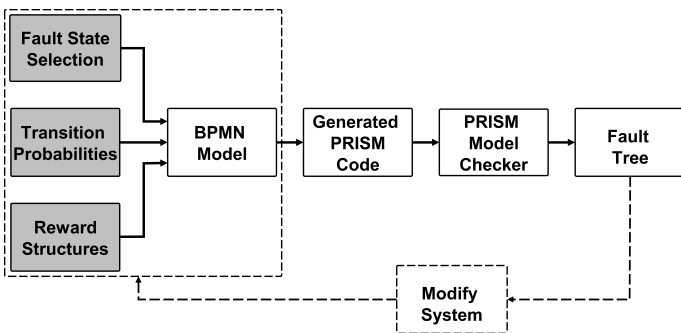 Fault State
Selection
Transition
Probabilities
Reward
Structures
BPMN
Model
Generated
PRISM
Code
PRISM
Model
Checker
Fault
Tree
Modify
System